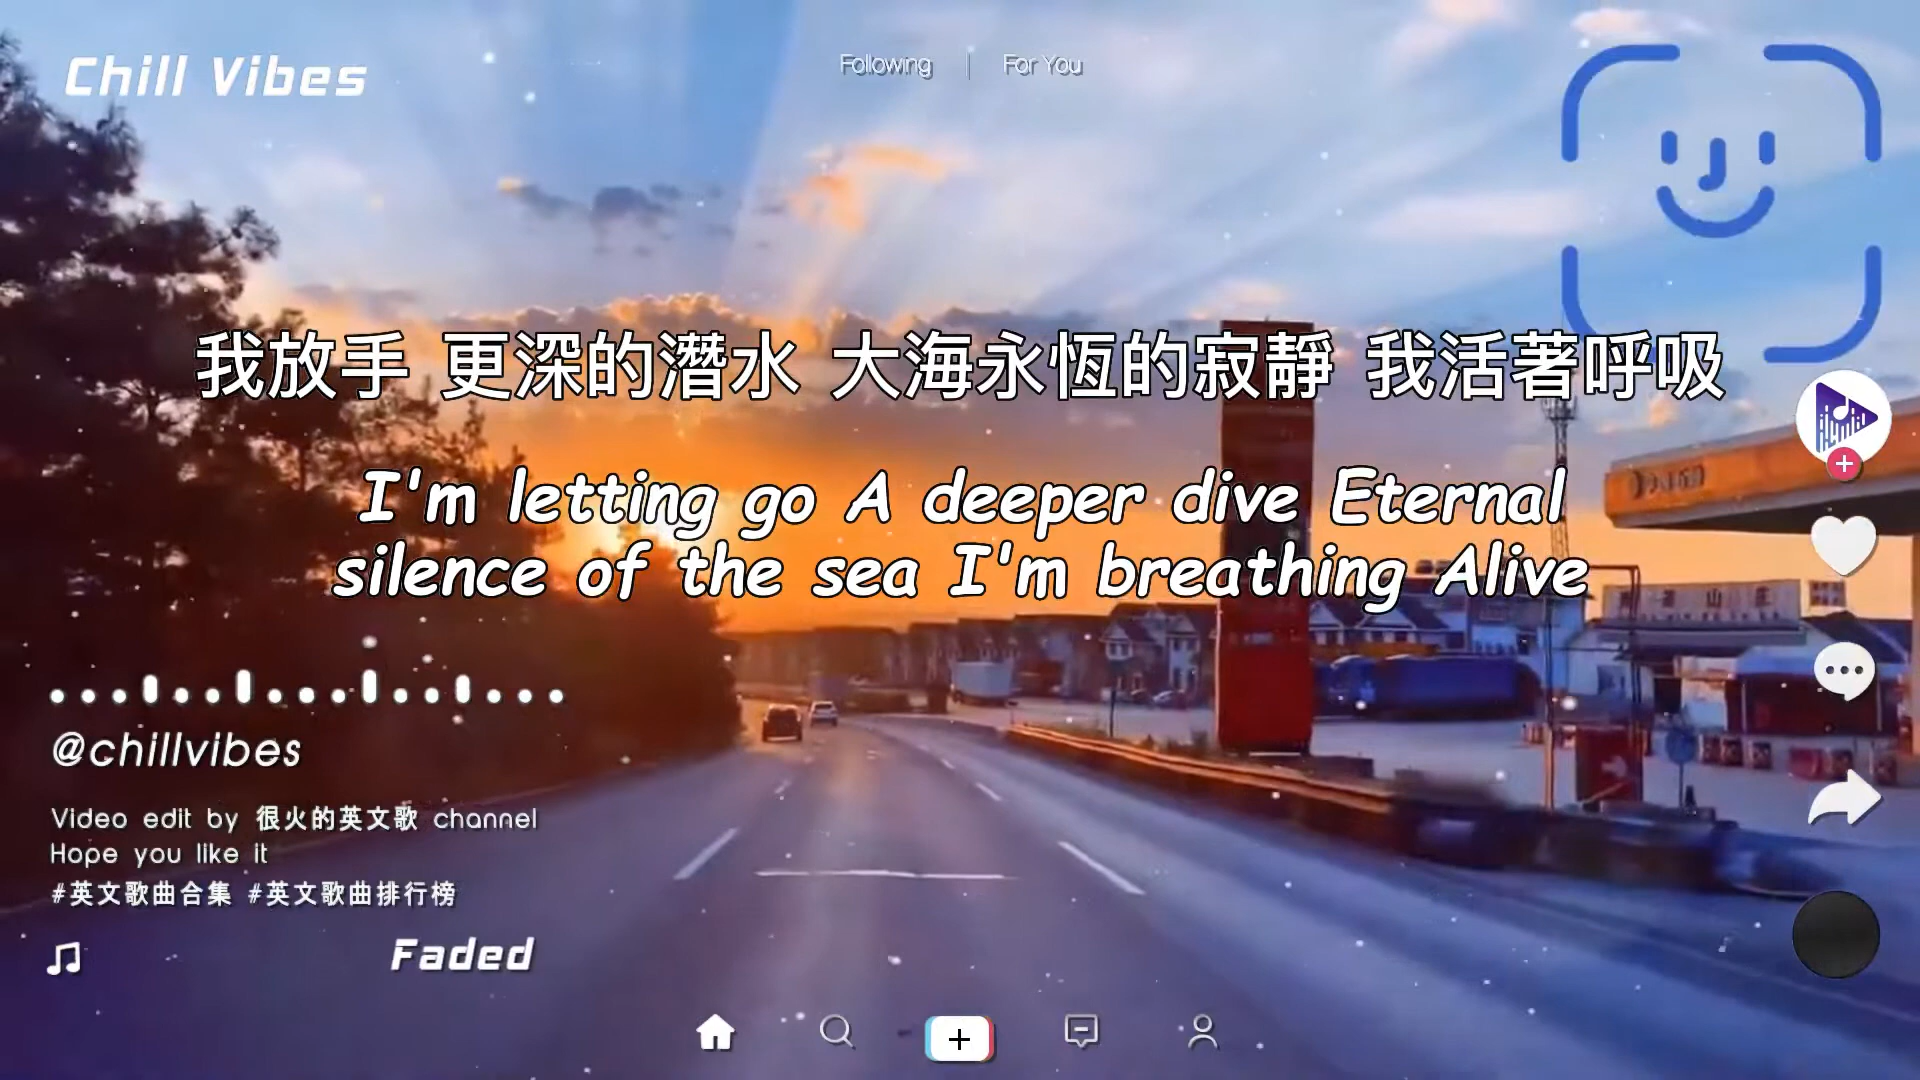 Chill Vibes
Following | For You
我放手 更深的潛水 大海永恆的寂靜 我活著呼吸
I'm letting go A deeper dive Eternal
silence of the sea I'm breathing Alive
@chillvibes
Video edit by 很火的英文歌 channel
Hope you like it
#英文歌曲合集 #英文歌曲排行榜
Faded